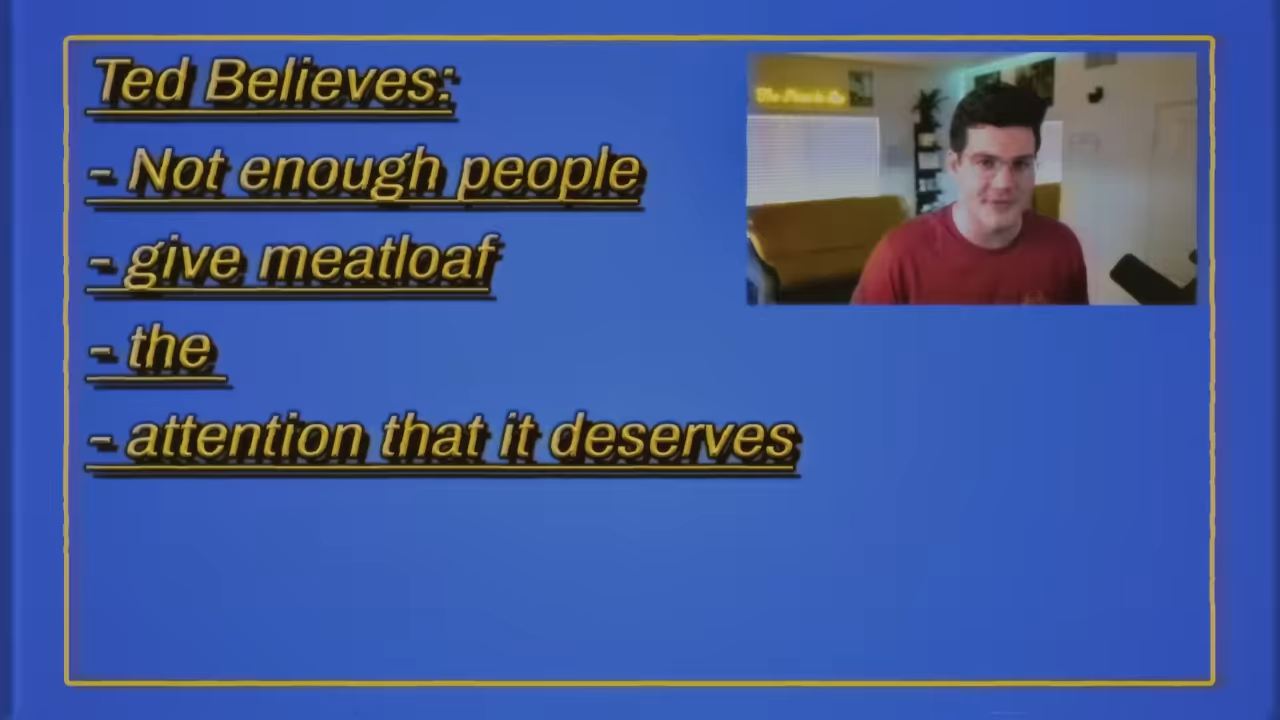 Ted Believes:
- Not enough people
- give meatloaf
- the
- attention that it deserves